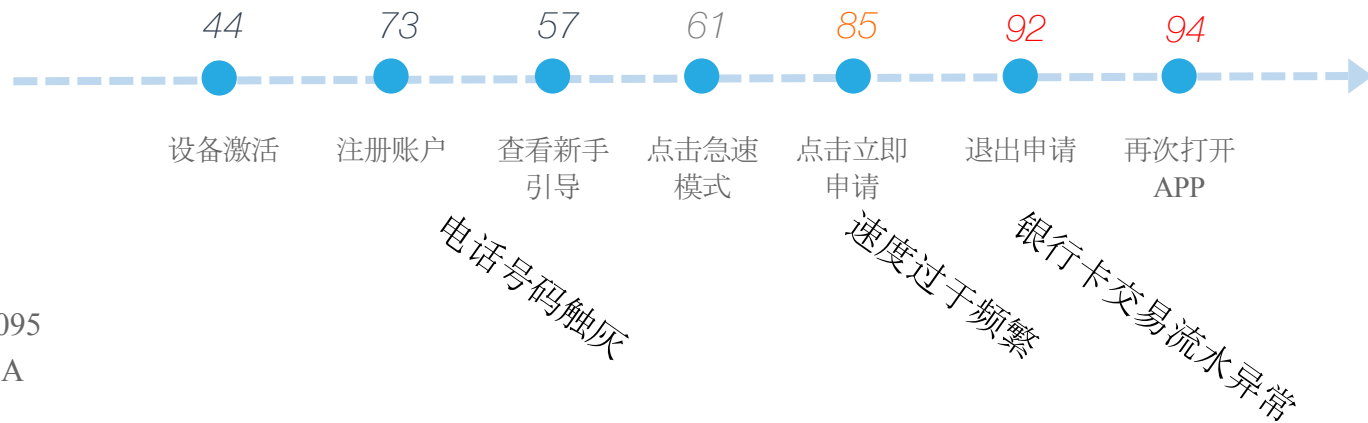 44 73 57 61 85 92 94
设备激活 注册账户 查看新手 点击急速 点击立即 退出申请 再次打开
引导 模式 申请 APP
电话号码触灰
速度过于频繁
银行卡交易流水异常
095
A